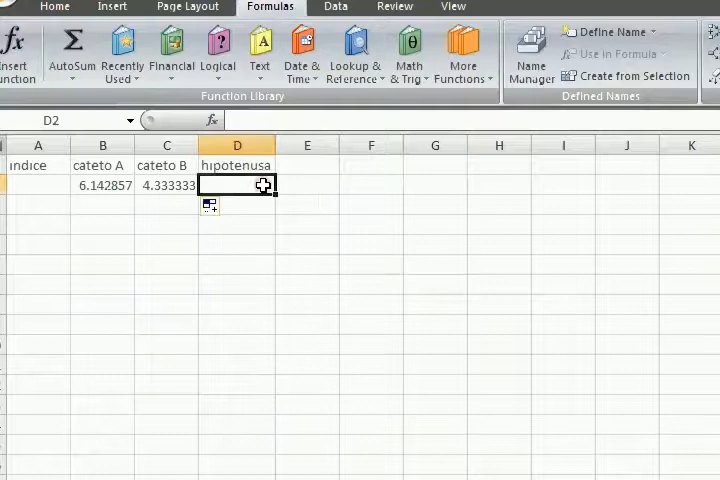 Home Insert Page Layout Formulas Data Review View
fx Σ ? A θ
Insert Function AutoSum Recently Used Financial Logical Text Date & Time Lookup & Reference Math & Trig More Functions Name Manager Define Name Use in Formula Create from Selection
Function Library Defined Names
D2 fx
A B C D E F G H I J K
indice cateto A cateto B hipotenusa
6.142857 4.333333